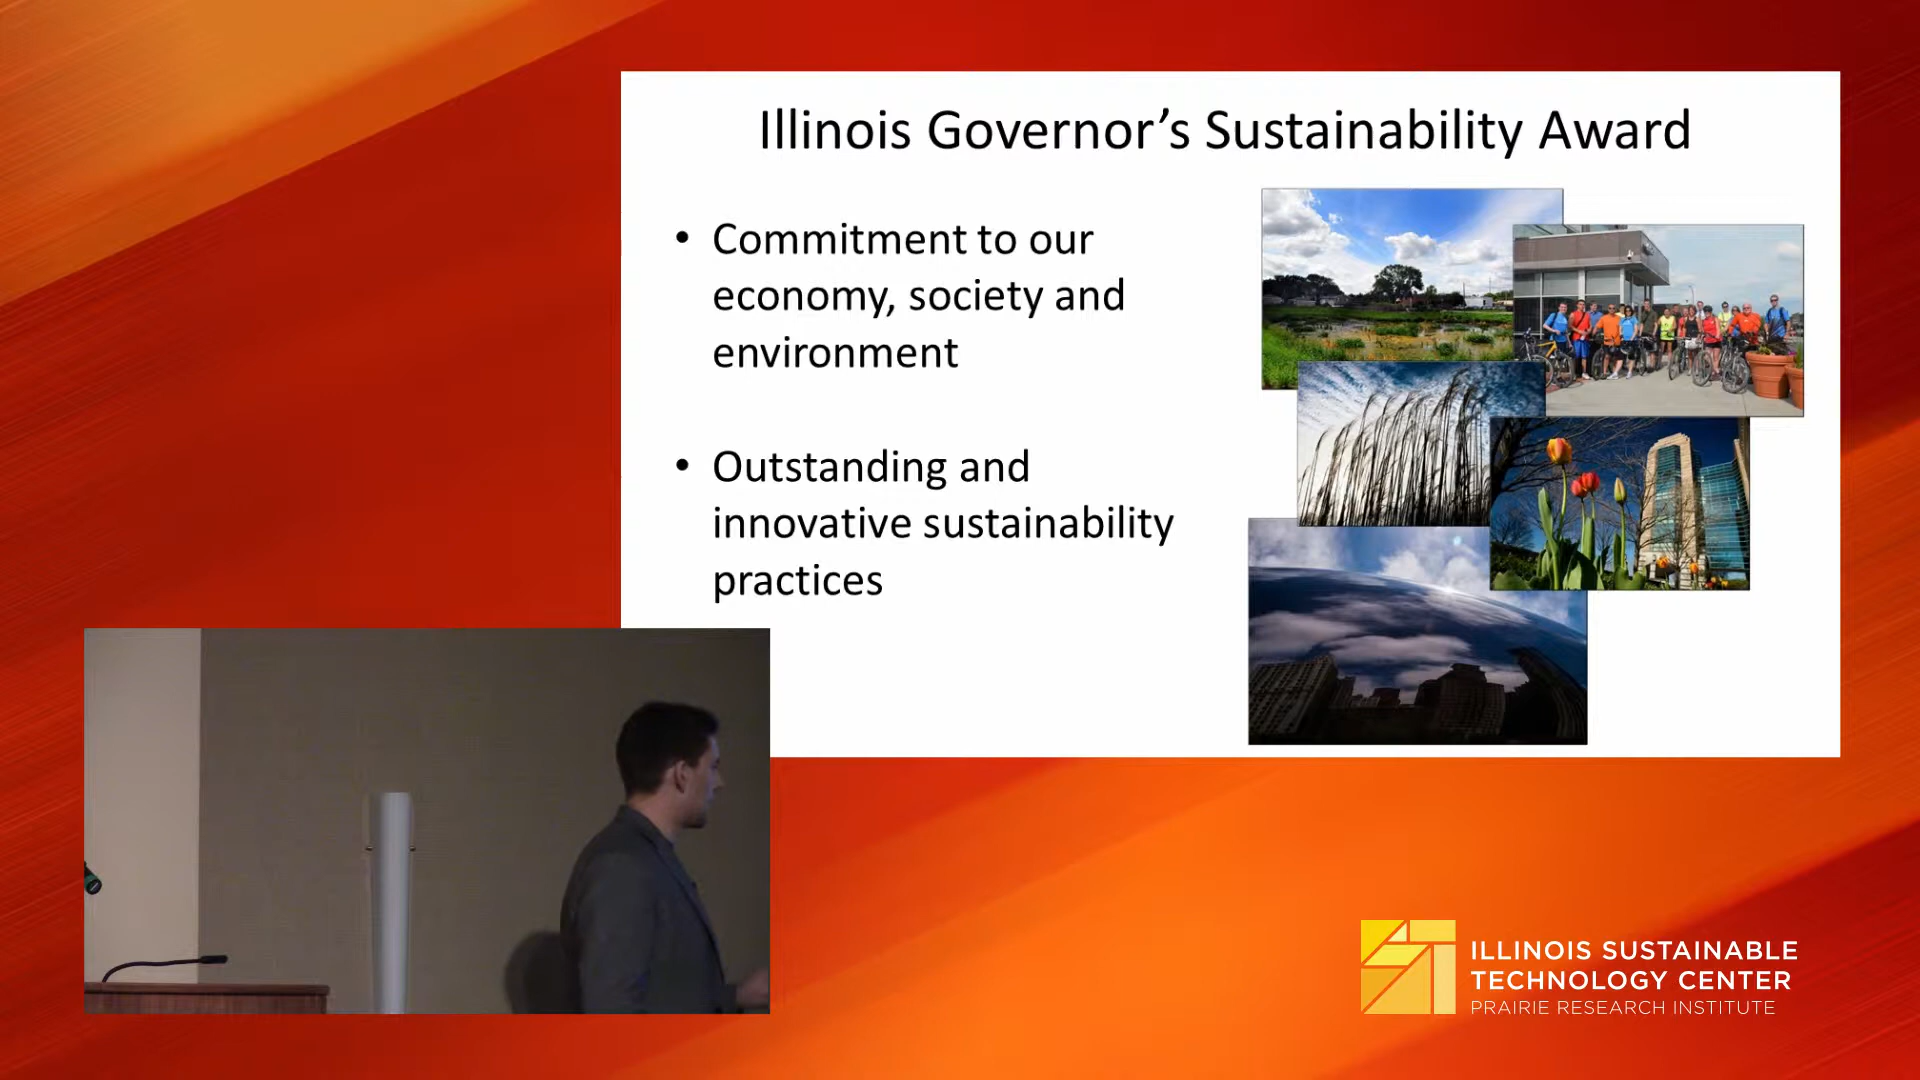 Illinois Governor’s Sustainability Award
• Commitment to our
economy, society and
environment
• Outstanding and
innovative sustainability
practices
ILLINOIS SUSTAINABLE
TECHNOLOGY CENTER
PRAIRIE RESEARCH INSTITUTE